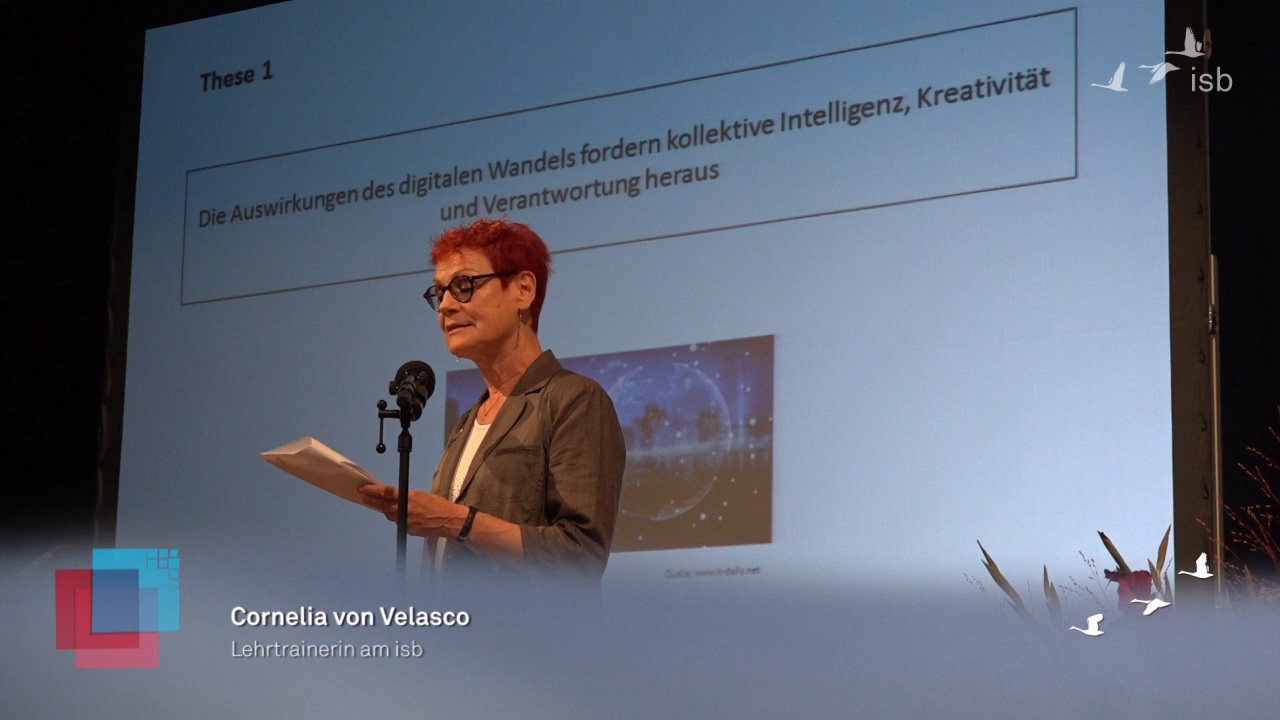 These 1
Die Auswirkungen des digitalen Wandels fordern kollektive Intelligenz, Kreativität
und Verantwortung heraus
isb
Quelle: www.it-daily.net
Cornelia von Velasco
Lehrtrainerin am isb